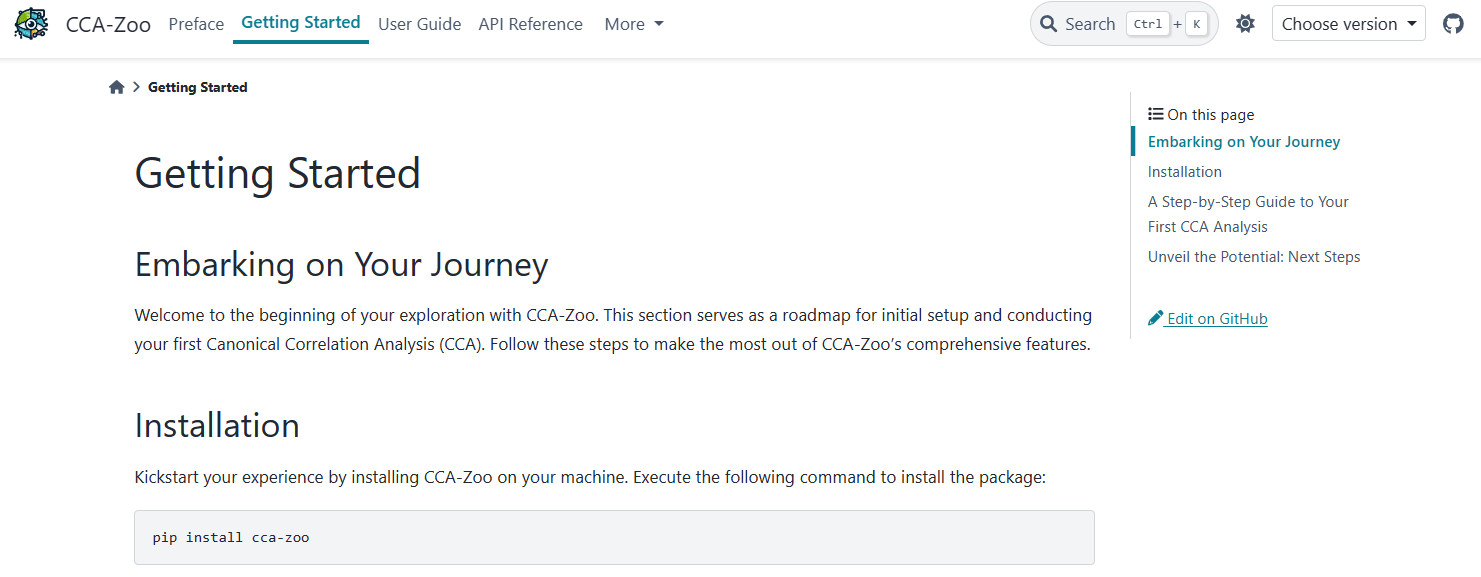 CCA-Zoo Preface Getting Started User Guide API Reference More Search Ctrl + K Choose version
Getting Started
Getting Started
Embarking on Your Journey
Welcome to the beginning of your exploration with CCA-Zoo. This section serves as a roadmap for initial setup and conducting
your first Canonical Correlation Analysis (CCA). Follow these steps to make the most out of CCA-Zoo’s comprehensive features.
Installation
Kickstart your experience by installing CCA-Zoo on your machine. Execute the following command to install the package:
pip install cca-zoo
On this page
Embarking on Your Journey
Installation
A Step-by-Step Guide to Your
First CCA Analysis
Unveil the Potential: Next Steps
Edit on GitHub